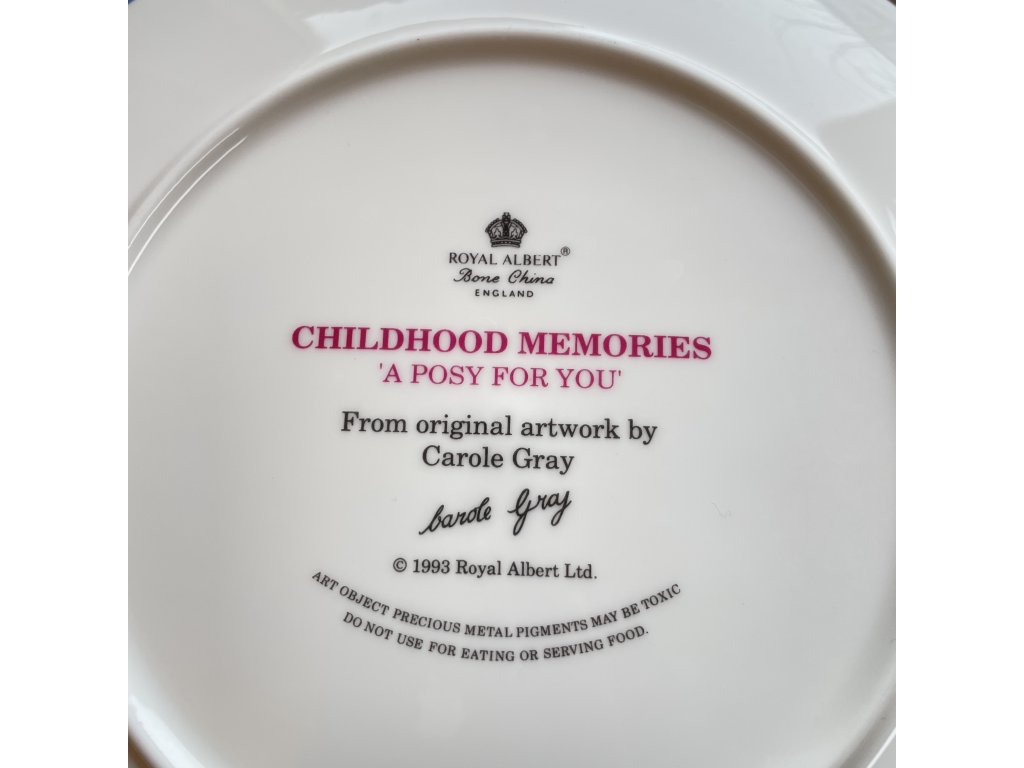 ROYAL ALBERT®
Bone China
ENGLAND
CHILDHOOD MEMORIES
'A POSY FOR YOU'
From original artwork by
Carole Gray
Carole Gray
© 1993 Royal Albert Ltd.
ART OBJECT PRECIOUS METAL PIGMENTS MAY BE TOXIC
DO NOT USE FOR EATING OR SERVING FOOD.